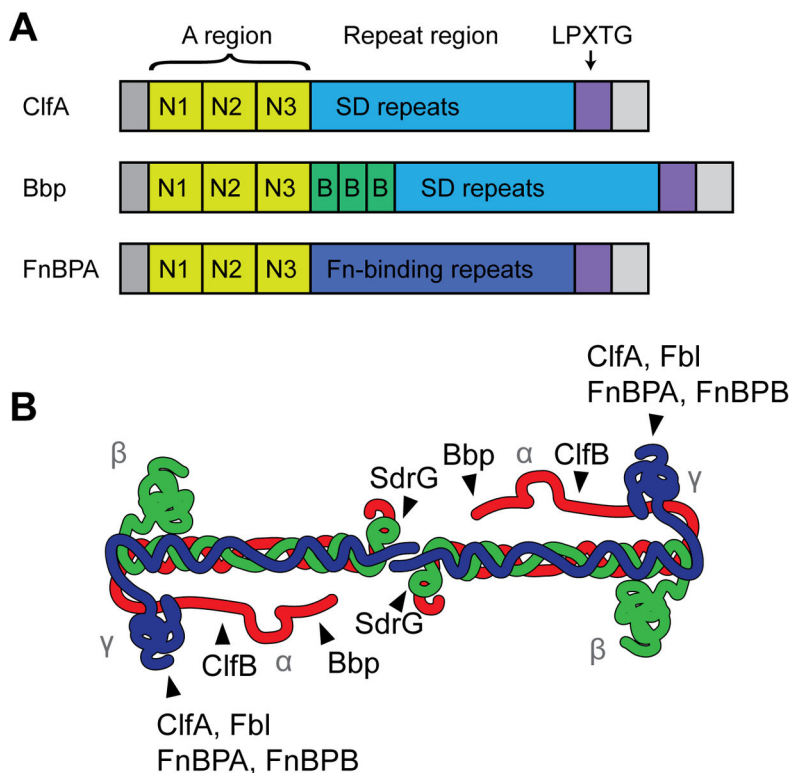 A
A region Repeat region LPXTG
ClfA N1 N2 N3 SD repeats
Bbp N1 N2 N3 B B B SD repeats
FnBPA N1 N2 N3 Fn-binding repeats
B
ClfA, Fbl
FnBPA, FnBPB
β SdrG Bbp α ClfB γ
γ ClfB α Bbp SdrG β
ClfA, Fbl
FnBPA, FnBPB